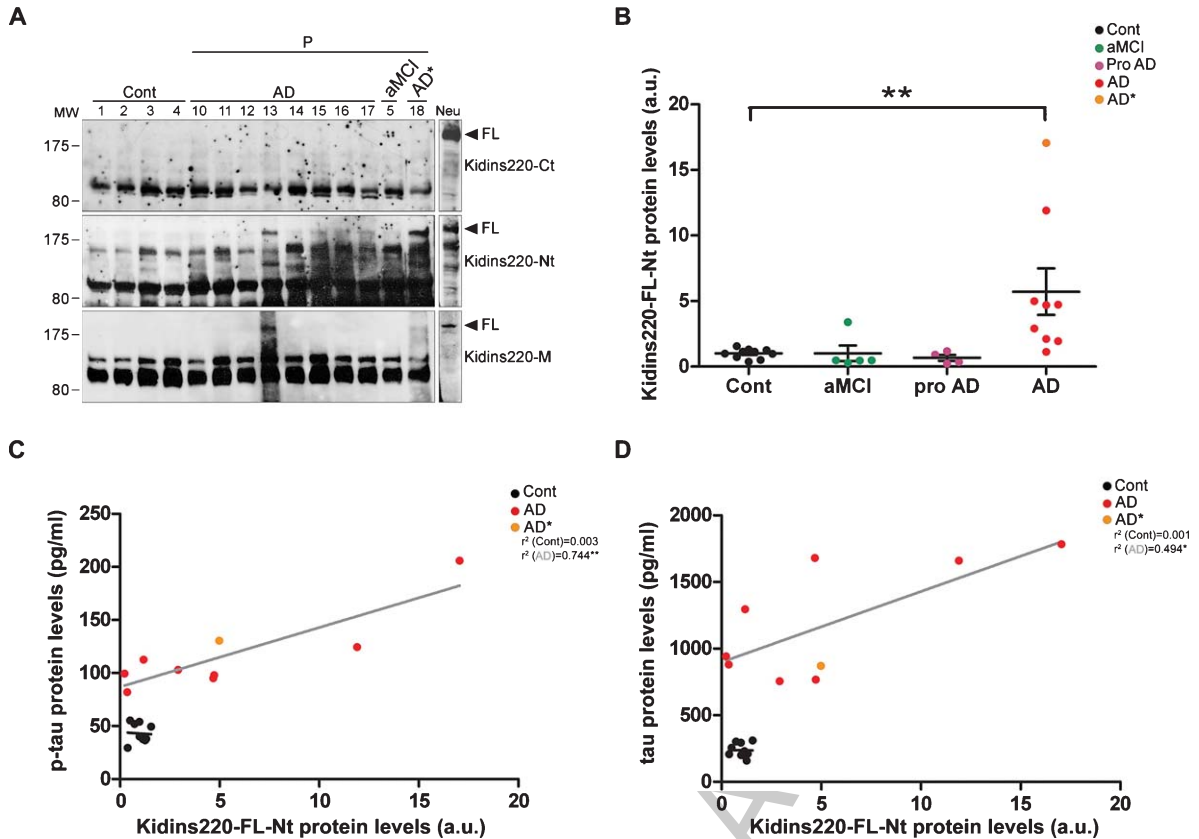 A
P
Cont
AD
aMCI
AD*
MW
1 2 3 4 10 11 12 13 14 15 16 17 5 18 Neu
175
FL
Kidins220-Ct
80
175
FL
Kidins220-Nt
80
175
FL
Kidins220-M
80
B
Cont
aMCI
Pro AD
AD
AD*
**
Kidins220-FL-Nt protein levels (a.u.)
20
15
10
5
0
Cont aMCI pro AD AD
C
Cont
AD
AD*
r² (Cont)=0.003
r² (AD)=0.744**
p-tau protein levels (pg/ml)
250
200
150
100
50
0
0 5 10 15 20
Kidins220-FL-Nt protein levels (a.u.)
D
Cont
AD
AD*
r² (Cont)=0.001
r² (AD)=0.494*
tau protein levels (pg/ml)
2000
1500
1000
500
0
0 5 10 15 20
Kidins220-FL-Nt protein levels (a.u.)
A